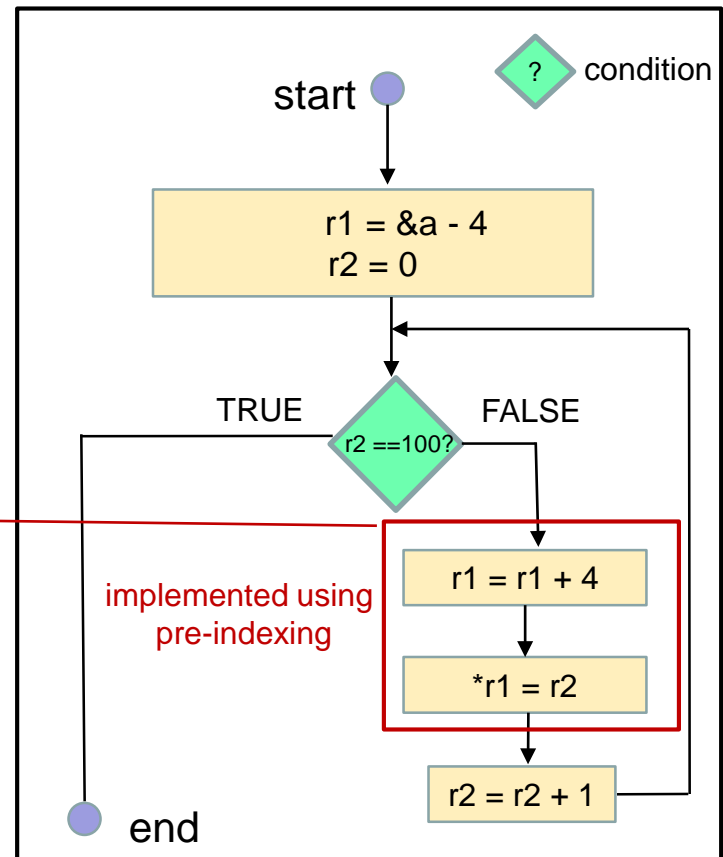 ?
condition
start
r1 = &a - 4
r2 = 0
TRUE
FALSE
r2 ==100?
implemented using
pre-indexing
r1 = r1 + 4
*r1 = r2
r2 = r2 + 1
end